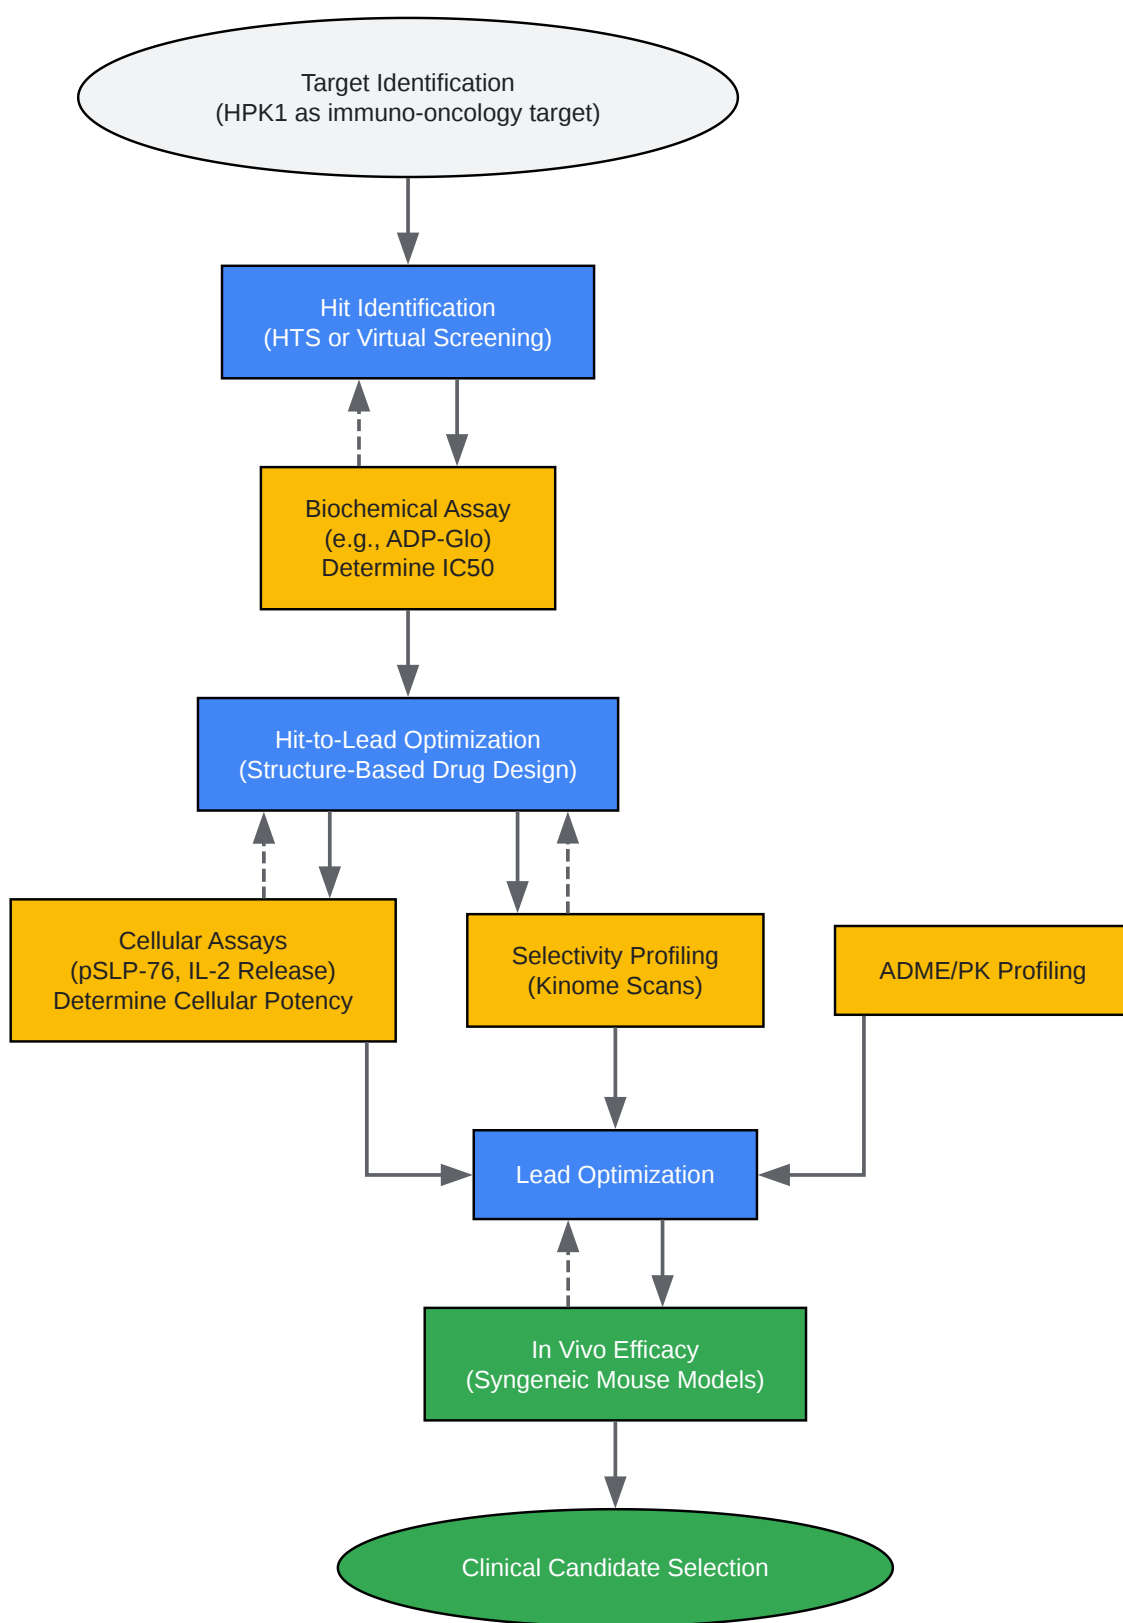 Target Identification
(HPK1 as immuno-oncology target)
Hit Identification
(HTS or Virtual Screening)
Biochemical Assay
(e.g., ADP-Glo)
Determine IC50
Hit-to-Lead Optimization
(Structure-Based Drug Design)
Cellular Assays
(pSLP-76, IL-2 Release)
Determine Cellular Potency
Selectivity Profiling
(Kinome Scans)
ADME/PK Profiling
Lead Optimization
In Vivo Efficacy
(Syngeneic Mouse Models)
Clinical Candidate Selection